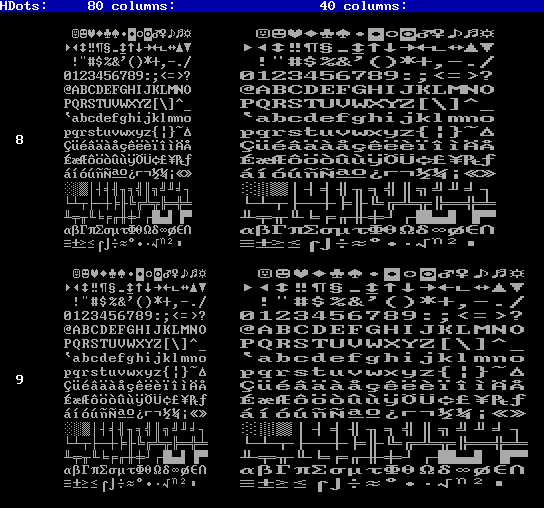 HDots: 80 columns: 40 columns:
☺☻♥♦♣♠•◘○◙♂♀♪♫☼ ☺☻♥♦♣♠•◘○◙♂♀♪♫☼
►◄↕‼¶§▬↨↑↓→←∟↔▲▼ ►◄↕‼¶§▬↨↑↓→←∟↔▲▼
!"#$%&'()*+,-./ !"#$%&'()*+,-./
0123456789:;<=>? 0123456789:;<=>?
@ABCDEFGHIJKLMNO @ABCDEFGHIJKLMNO
PQRSTUVWXYZ[\]^_ PQRSTUVWXYZ[\]^_
`abcdefghijklmno `abcdefghijklmno
pqrstuvwxyz{¦}~⌂ pqrstuvwxyz{¦}~⌂
8
ÇüéâäàåçêëèïîìÄÅ ÇüéâäàåçêëèïîìÄÅ
ÉæÆôöòûùÿÖÜ¢£¥₧ƒ ÉæÆôöòûùÿÖÜ¢£¥₧ƒ
áíóúñÑªº¿⌐¬½¼¡«» áíóúñÑªº¿⌐¬½¼¡«»
░▒▓│┤╡╢╖╕╣║╗╝╜╛┐ ░▒▓│┤╡╢╖╕╣║╗╝╜╛┐
└┴┬├─┼╞╟╚╔╩╦╠═╬╧ └┴┬├─┼╞╟╚╔╩╦╠═╬╧
╨╤╥╙╘╒╓╫╪┘┌█▄▌▐▀ ╨╤╥╙╘╒╓╫╪┘┌█▄▌▐▀
αßΓπΣσµτΦΘΩδ∞φε∩ αßΓπΣσµτΦΘΩδ∞φε∩
≡±≥≤⌠⌡÷≈°∙·√ⁿ²■ ≡±≥≤⌠⌡÷≈°∙·√ⁿ²■
☺☻♥♦♣♠•◘○◙♂♀♪♫☼ ☺☻♥♦♣♠•◘○◙♂♀♪♫☼
►◄↕‼¶§▬↨↑↓→←∟↔▲▼ ►◄↕‼¶§▬↨↑↓→←∟↔▲▼
!"#$%&'()*+,-./ !"#$%&'()*+,-./
0123456789:;<=>? 0123456789:;<=>?
@ABCDEFGHIJKLMNO @ABCDEFGHIJKLMNO
PQRSTUVWXYZ[\]^_ PQRSTUVWXYZ[\]^_
`abcdefghijklmno `abcdefghijklmno
pqrstuvwxyz{¦}~⌂ pqrstuvwxyz{¦}~⌂
9
ÇüéâäàåçêëèïîìÄÅ ÇüéâäàåçêëèïîìÄÅ
ÉæÆôöòûùÿÖÜ¢£¥₧ƒ ÉæÆôöòûùÿÖÜ¢£¥₧ƒ
áíóúñÑªº¿⌐¬½¼¡«» áíóúñÑªº¿⌐¬½¼¡«»
░▒▓│┤╡╢╖╕╣║╗╝╜╛┐ ░▒▓│┤╡╢╖╕╣║╗╝╜╛┐
└┴┬├─┼╞╟╚╔╩╦╠═╬╧ └┴┬├─┼╞╟╚╔╩╦╠═╬╧
╨╤╥╙╘╒╓╫╪┘┌█▄▌▐▀ ╨╤╥╙╘╒╓╫╪┘┌█▄▌▐▀
αßΓπΣσµτΦΘΩδ∞φε∩ αßΓπΣσµτΦΘΩδ∞φε∩
≡±≥≤⌠⌡÷≈°∙·√ⁿ²■ ≡±≥≤⌠⌡÷≈°∙·√ⁿ²■